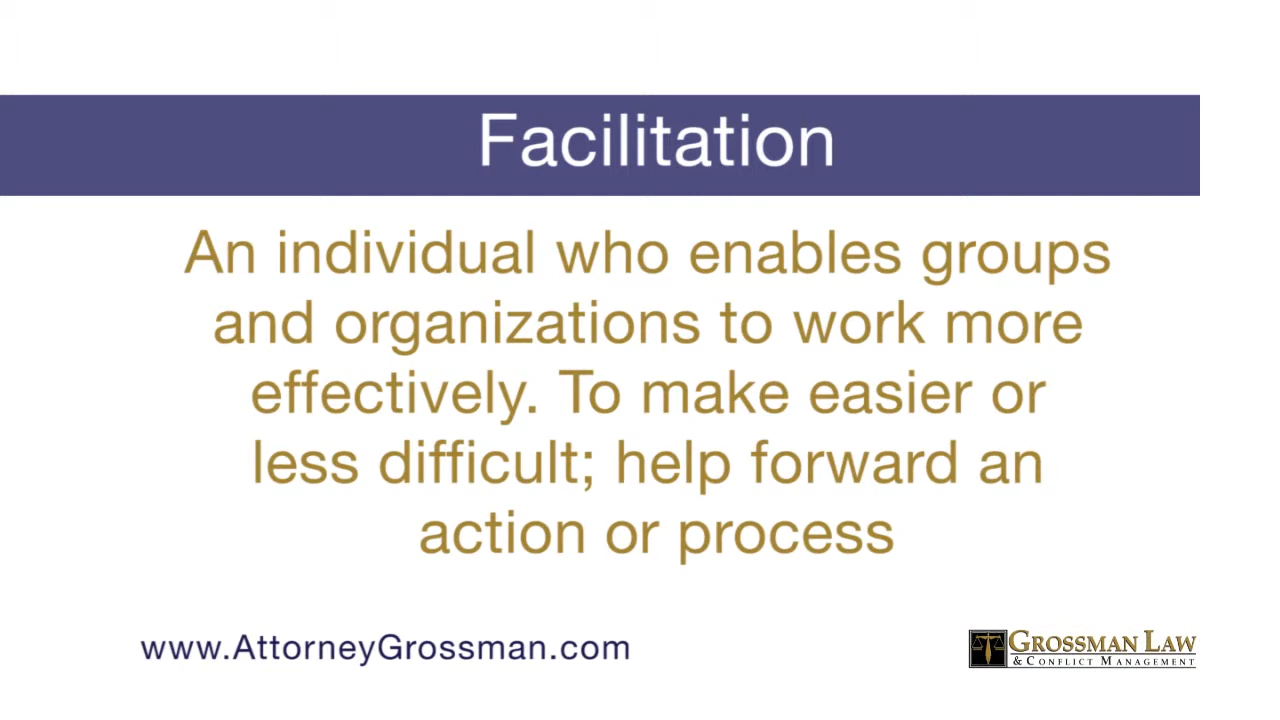 Facilitation
An individual who enables groups
and organizations to work more
effectively. To make easier or
less difficult; help forward an
action or process
www.AttorneyGrossman.com
GROSSMAN LAW
& CONFLICT MANAGEMENT